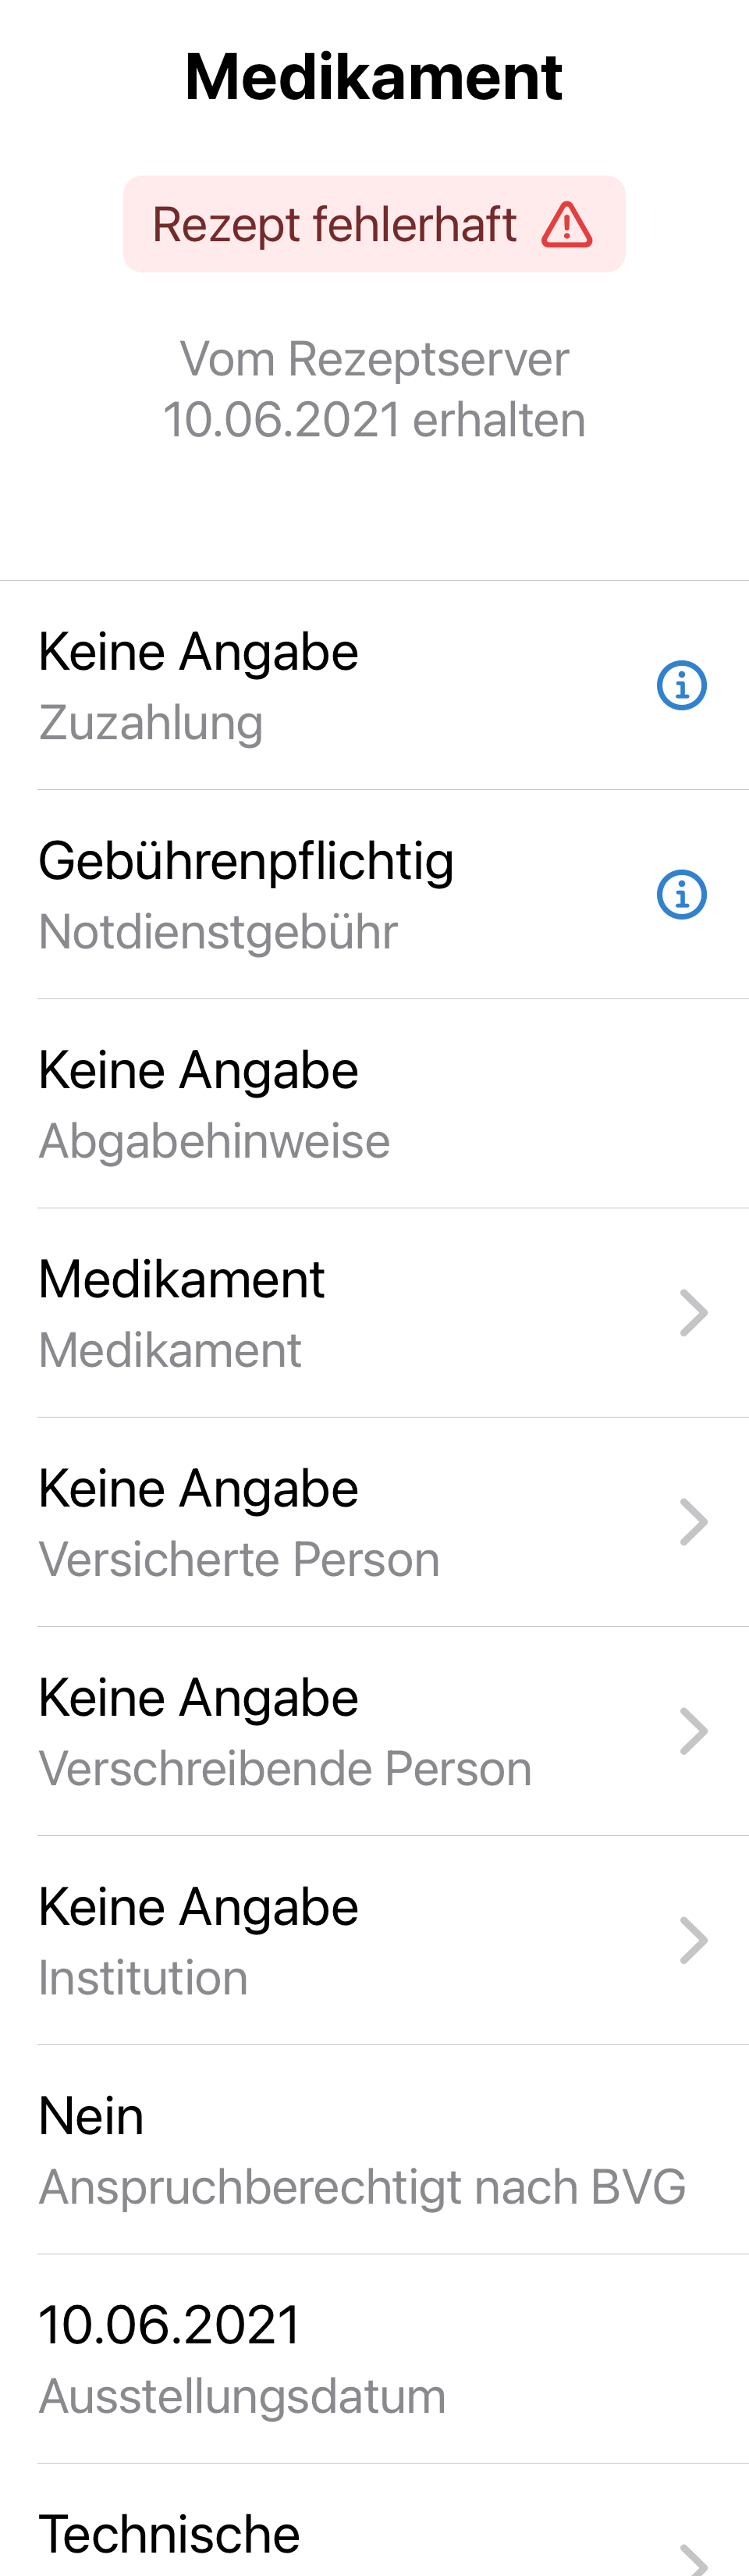 Medikament
Rezept fehlerhaft
Vom Rezeptserver
10.06.2021 erhalten
Keine Angabe
Zuzahlung
Gebührenpflichtig
Notdienstgebühr
Keine Angabe
Abgabehinweise
Medikament
Medikament
Keine Angabe
Versicherte Person
Keine Angabe
Verschreibende Person
Keine Angabe
Institution
Nein
Anspruchberechtigt nach BVG
10.06.2021
Ausstellungsdatum
Technische